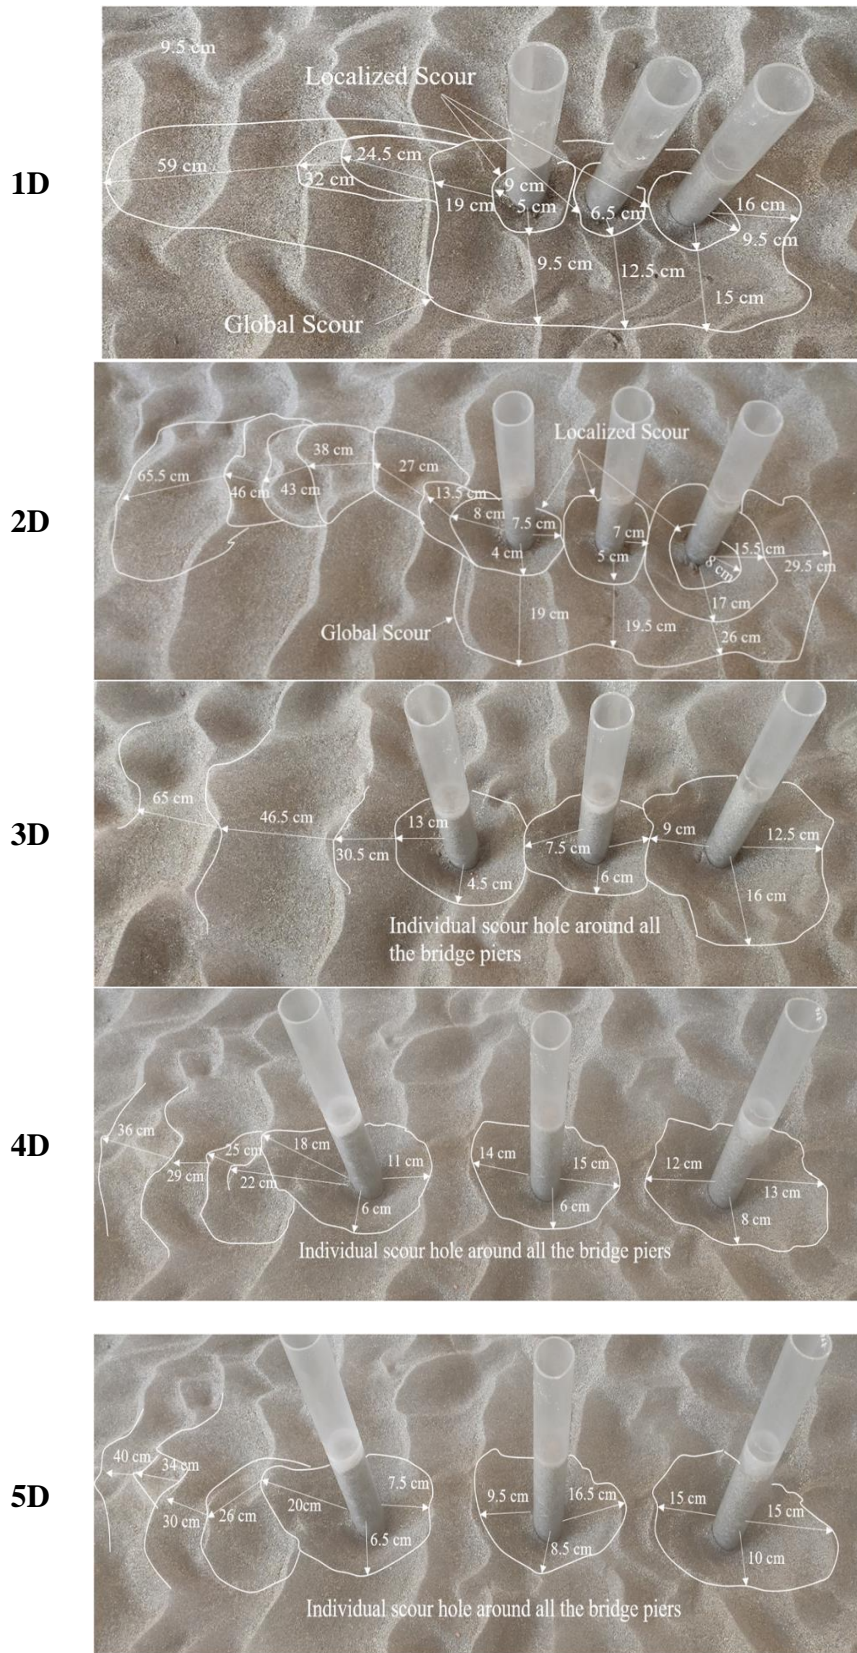 1D
9.5 cm
Localized Scour
59 cm
24.5 cm
32 cm
19 cm
9 cm
5 cm
6.5 cm
16 cm
9.5 cm
9.5 cm
12.5 cm
15 cm
Global Scour
2D
Localized Scour
65.5 cm
46 cm
43 cm
38 cm
27 cm
13.5 cm
8 cm
7.5 cm
4 cm
7 cm
5 cm
8 cm
15.5 cm
29.5 cm
17 cm
19 cm
19.5 cm
26 cm
Global Scour
3D
65 cm
46.5 cm
30.5 cm
13 cm
4.5 cm
7.5 cm
6 cm
9 cm
12.5 cm
16 cm
Individual scour hole around all
the bridge piers
4D
36 cm
29 cm
25 cm
22 cm
18 cm
11 cm
6 cm
14 cm
15 cm
6 cm
12 cm
13 cm
8 cm
Individual scour hole around all the bridge piers
5D
40 cm
34 cm
30 cm
26 cm
20cm
7.5 cm
6.5 cm
9.5 cm
16.5 cm
8.5 cm
15 cm
15 cm
10 cm
Individual scour hole around all the bridge piers